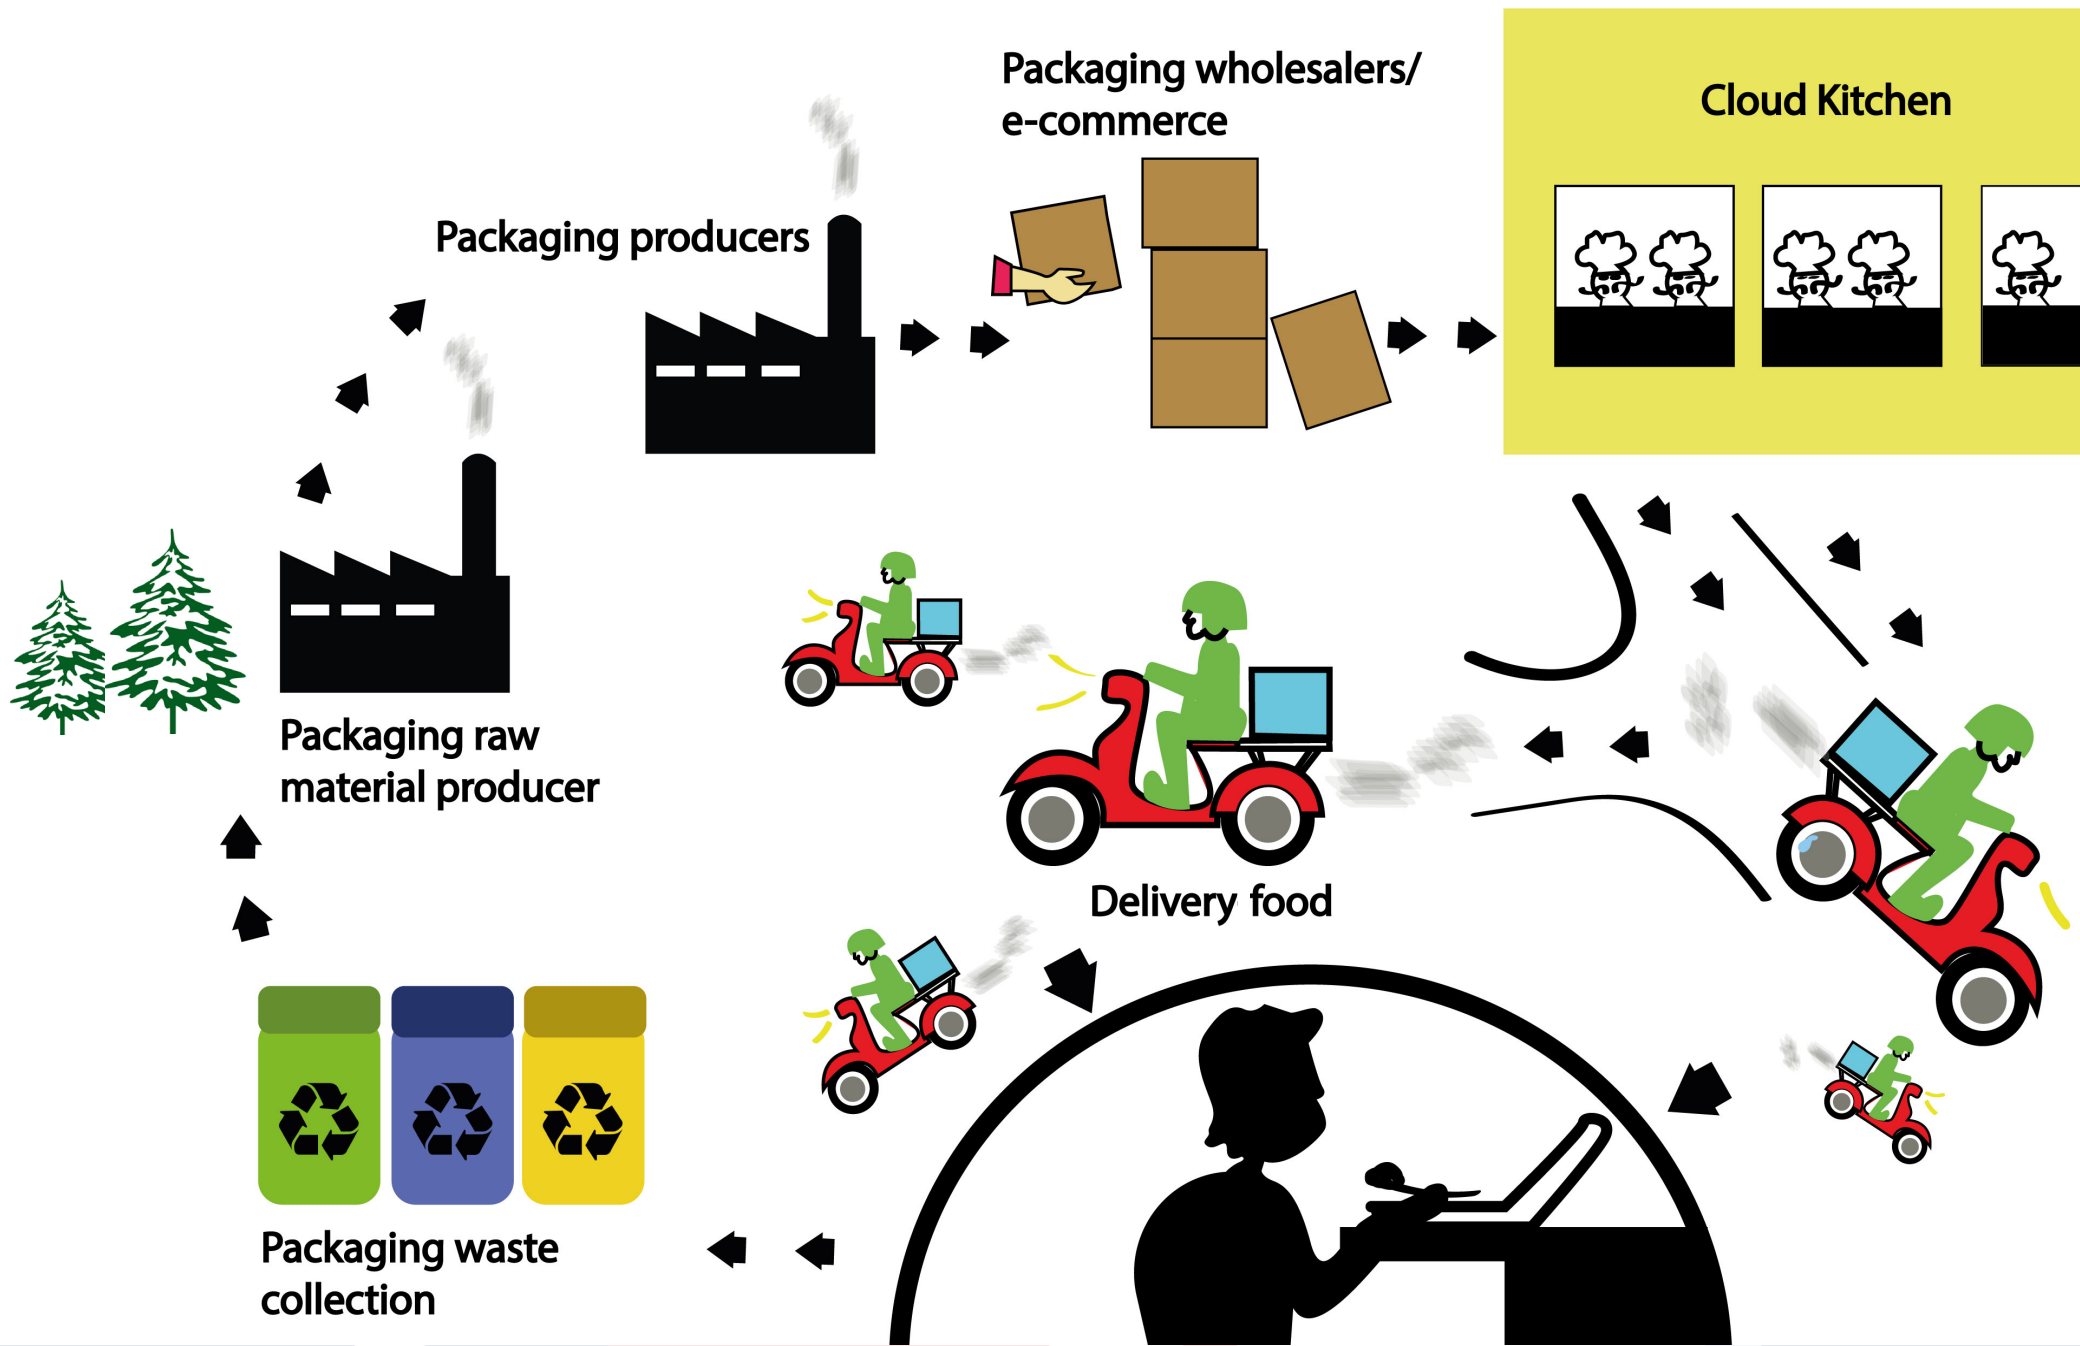 Packaging wholesalers/
e-commerce
Cloud Kitchen
Packaging producers
Packaging raw
material producer
Delivery food
Packaging waste
collection